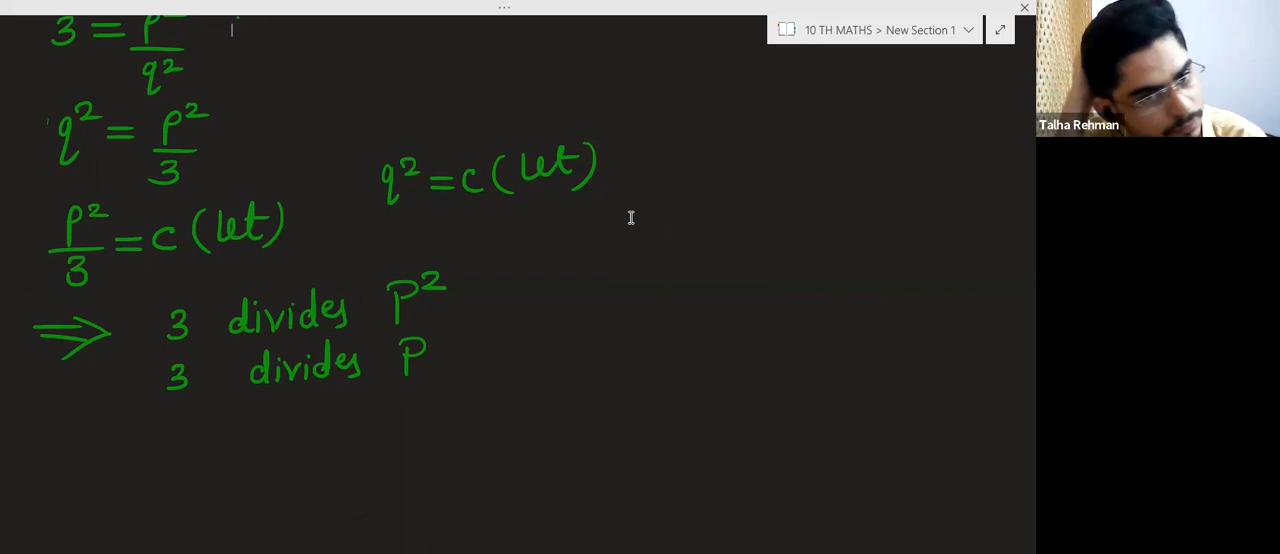 3 = p²/q²
10 TH MATHS > New Section 1
q² = p²/3
q² = c (let)
p²/3 = c (let)
⇒ 3 divides P²
3 divides P
Talha Rehman